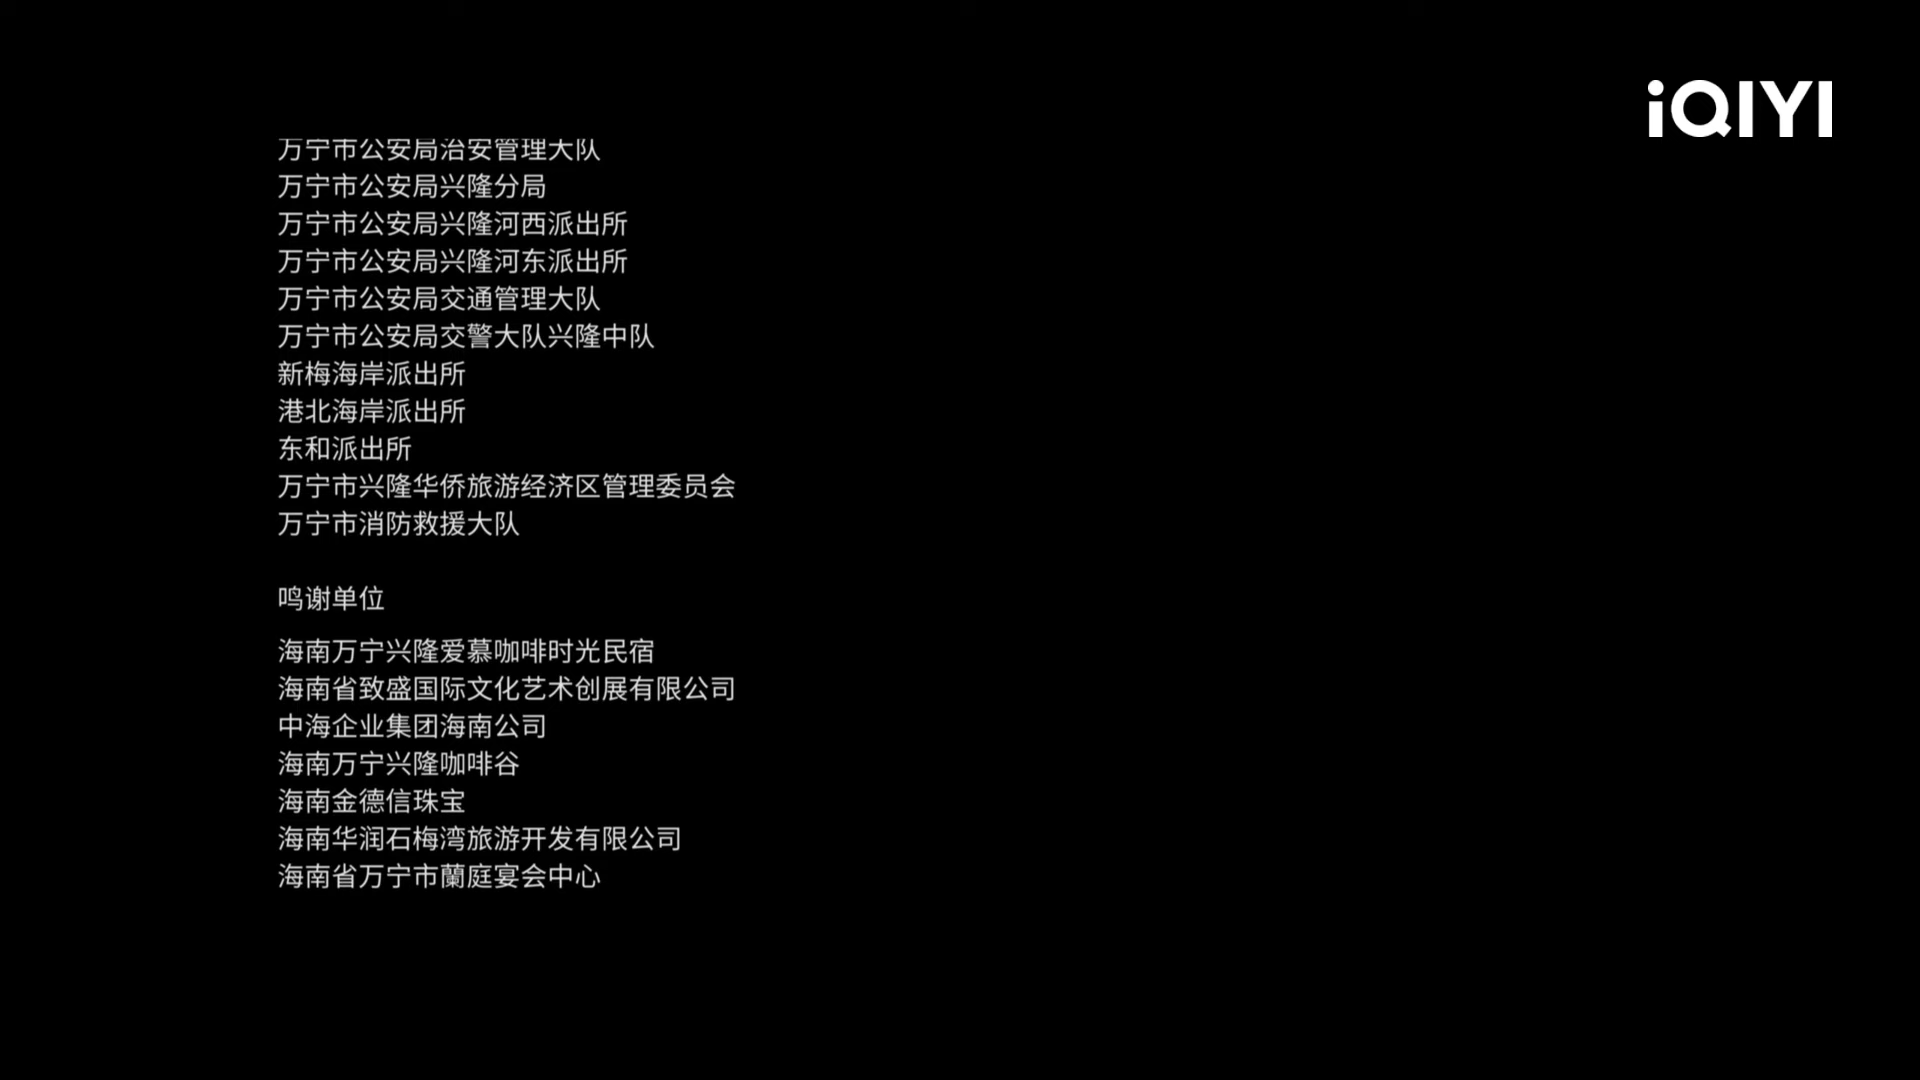 iQIYI
万宁市公安局治安管理大队
万宁市公安局兴隆分局
万宁市公安局兴隆河西派出所
万宁市公安局兴隆河东派出所
万宁市公安局交通管理大队
万宁市公安局交警大队兴隆中队
新梅海岸派出所
港北海岸派出所
东和派出所
万宁市兴隆华侨旅游经济区管理委员会
万宁市消防救援大队
鸣谢单位
海南万宁兴隆爱慕咖啡时光民宿
海南省致盛国际文化艺术创展有限公司
中海企业集团海南公司
海南万宁兴隆咖啡谷
海南金德信珠宝
海南华润石梅湾旅游开发有限公司
海南省万宁市蘭庭宴会中心